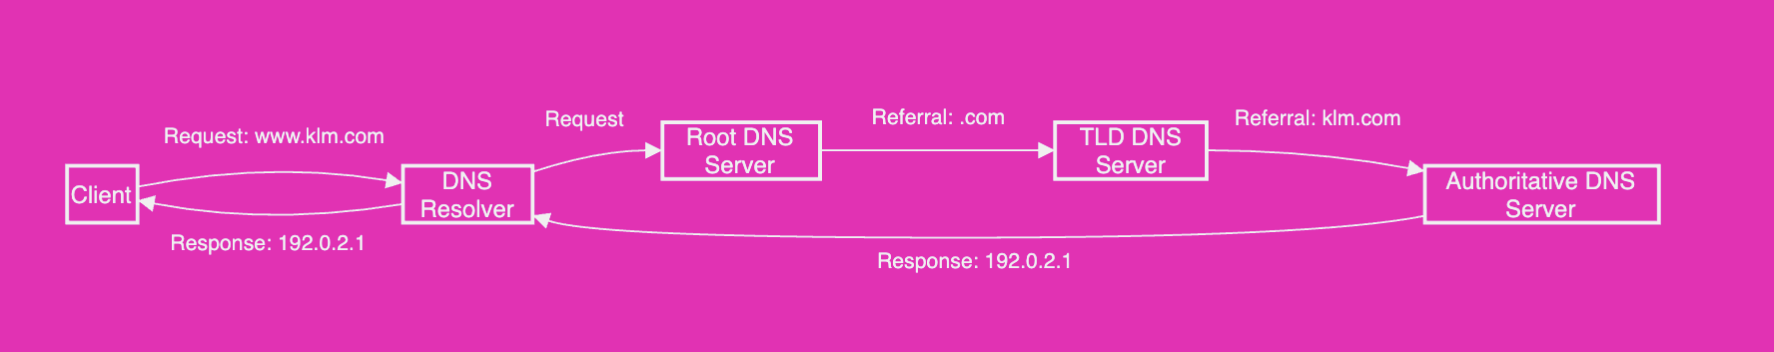 Request: www.klm.com
Client
Response: 192.0.2.1
DNS
Resolver
Request
Root DNS
Server
Referral: .com
TLD DNS
Server
Referral: klm.com
Authoritative DNS
Server
Response: 192.0.2.1